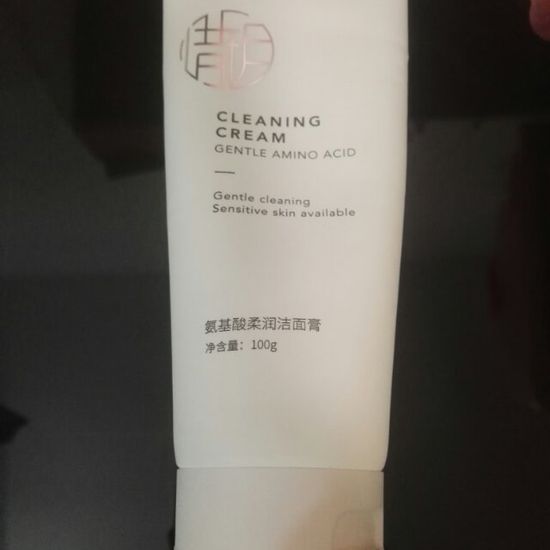 CLEANING
CREAM
GENTLE AMINO ACID
Gentle cleaning
Sensitive skin available
氨基酸柔润洁面膏
净含量：100g